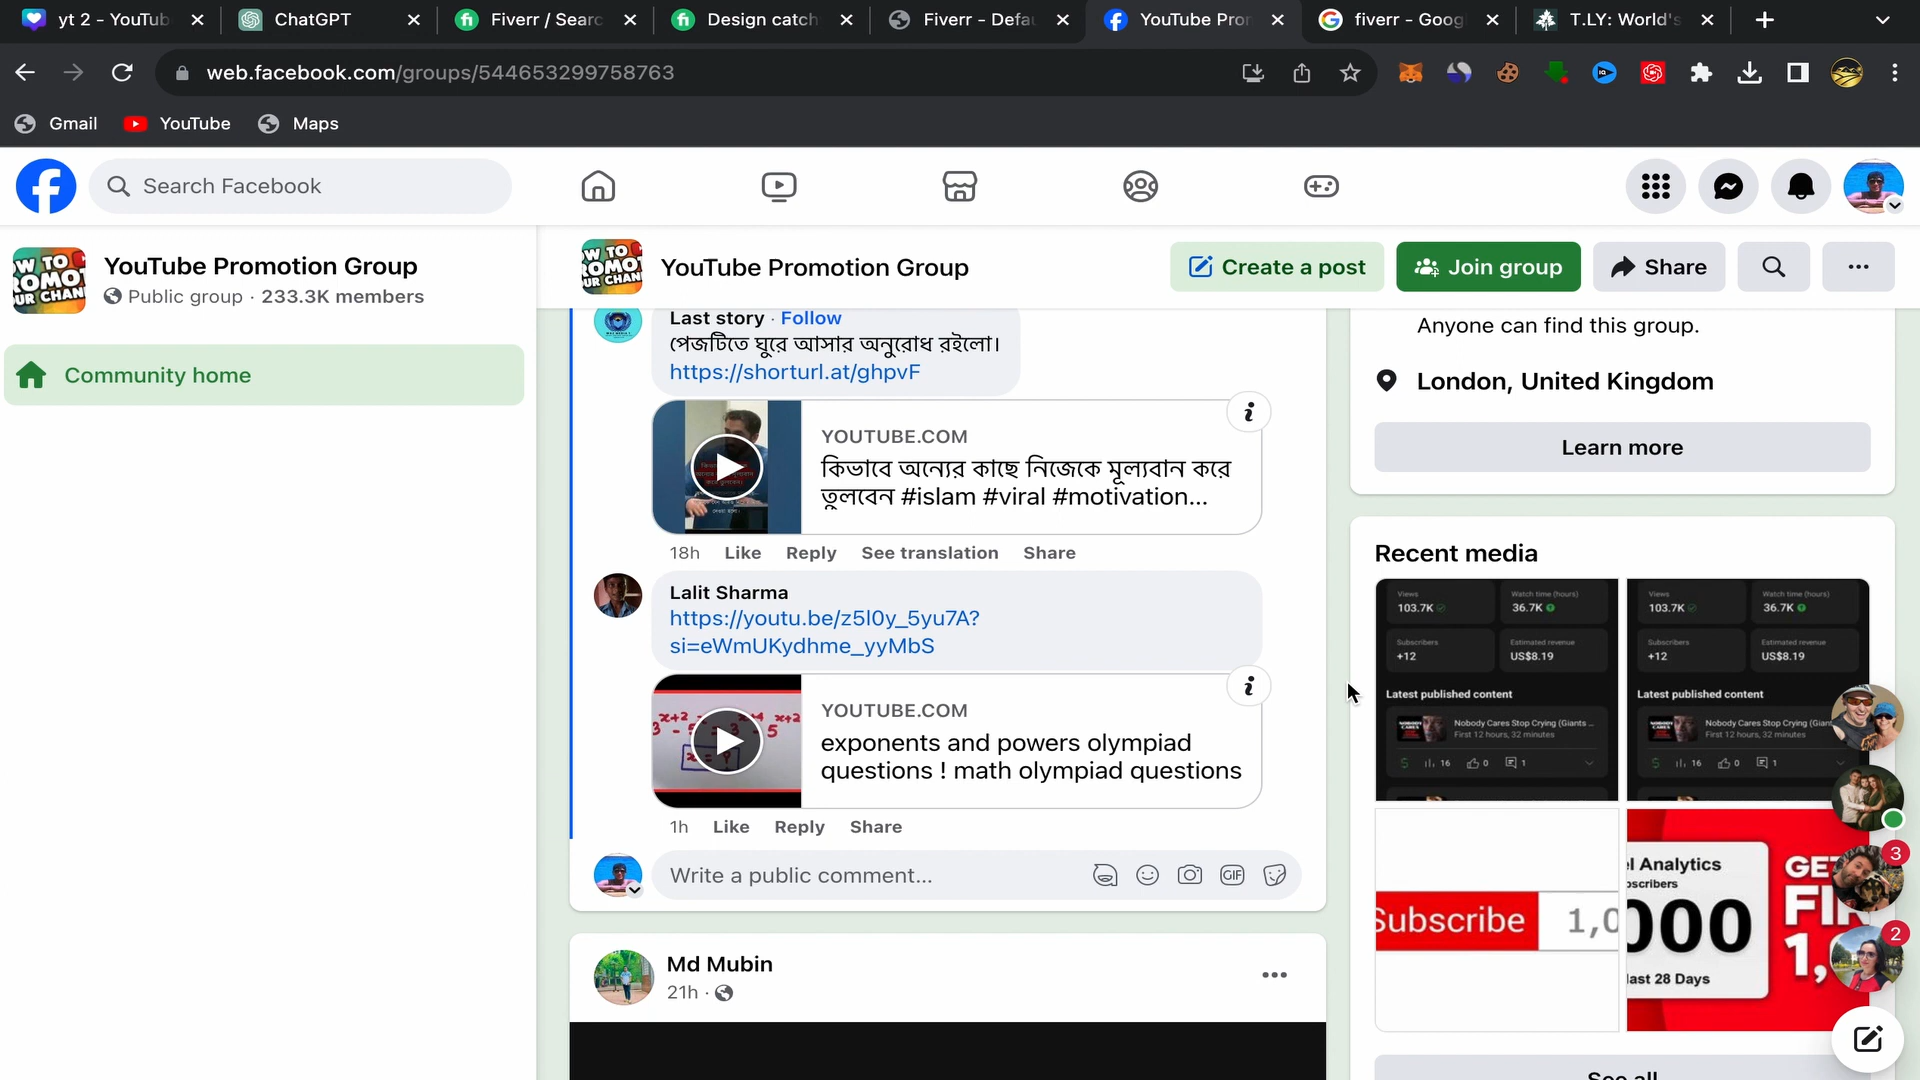 yt 2 - YouTub
ChatGPT
Fiverr / Searc
Design catch
Fiverr - Defau
YouTube Pror
fiverr - Goog
T.LY: World's
web.facebook.com/groups/544653299758763
Gmail
YouTube
Maps
Search Facebook
YouTube Promotion Group
Public group · 233.3K members
Community home
YouTube Promotion Group
Create a post
Join group
Share
Last story · Follow
পেজটিতে ঘুরে আসার অনুরোধ রইলো।
https://shorturl.at/ghpvF
YOUTUBE.COM
কিভাবে অন্যের কাছে নিজেকে মূল্যবান করে
তুলবেন #islam #viral #motivation...
18h Like Reply See translation Share
Lalit Sharma
https://youtu.be/z5l0y_5yu7A?
si=eWmUKydhme_yyMbS
YOUTUBE.COM
exponents and powers olympiad
questions ! math olympiad questions
1h Like Reply Share
Write a public comment...
GIF
Md Mubin
21h
Anyone can find this group.
London, United Kingdom
Learn more
Recent media
Views
103.7K
Watch time (hours)
36.7K
Subscribers
+12
Estimated revenue
US$8.19
Latest published content
Nobody Cares Stop Crying (Giants ...
First 12 hours, 32 minutes
16 0 1
Views
103.7K
Watch time (hours)
36.7K
Subscribers
+12
Estimated revenue
US$8.19
Latest published content
Nobody Cares Stop Crying (Giant
First 12 hours, 32 minutes
16 0 1
Subscribe 1,0
l Analytics
bscribers
000
last 28 Days
GE
FIR
1,
3
2
See all